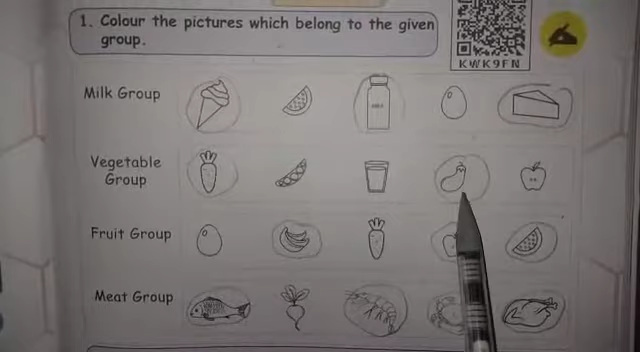 1. Colour the pictures which belong to the given
group.
KWK9FN
Milk Group
MILK
Vegetable
Group
Fruit Group
Meat Group